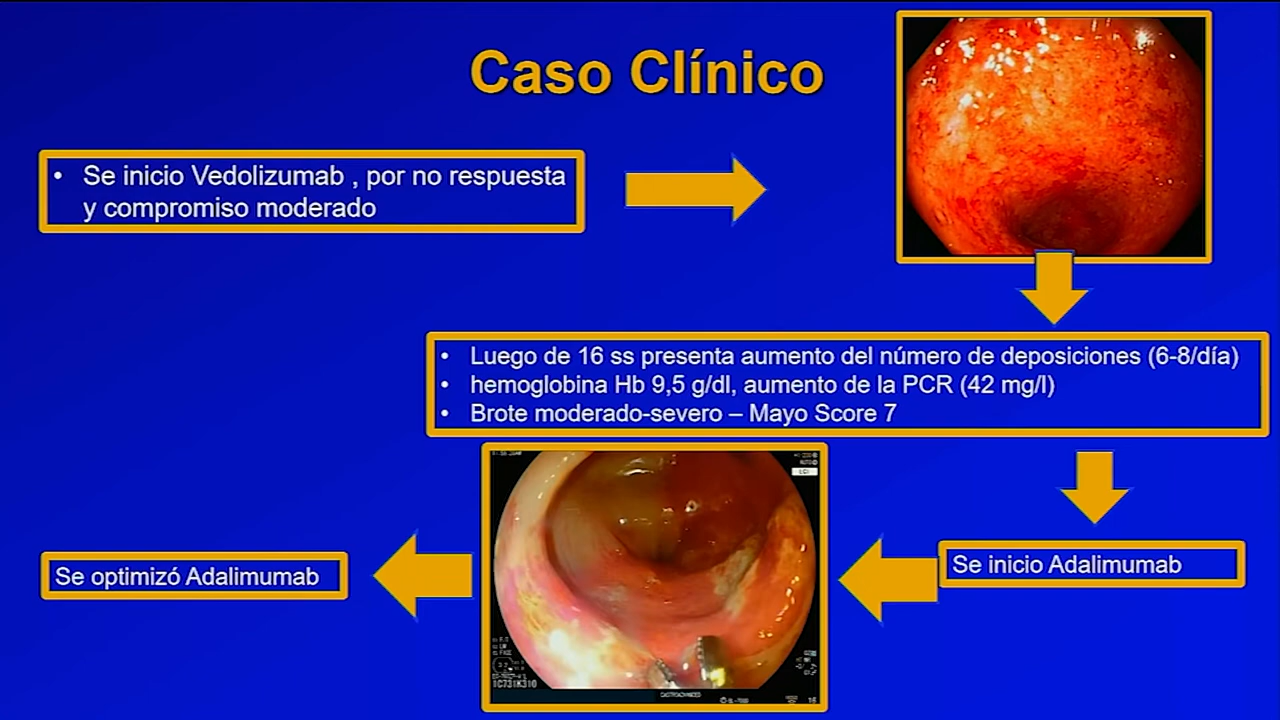 Caso Clínico
• Se inicio Vedolizumab , por no respuesta
y compromiso moderado
• Luego de 16 ss presenta aumento del número de deposiciones (6-8/día)
• hemoglobina Hb 9,5 g/dl, aumento de la PCR (42 mg/l)
• Brote moderado-severo – Mayo Score 7
Se inicio Adalimumab
1C731K310
Se optimizó Adalimumab